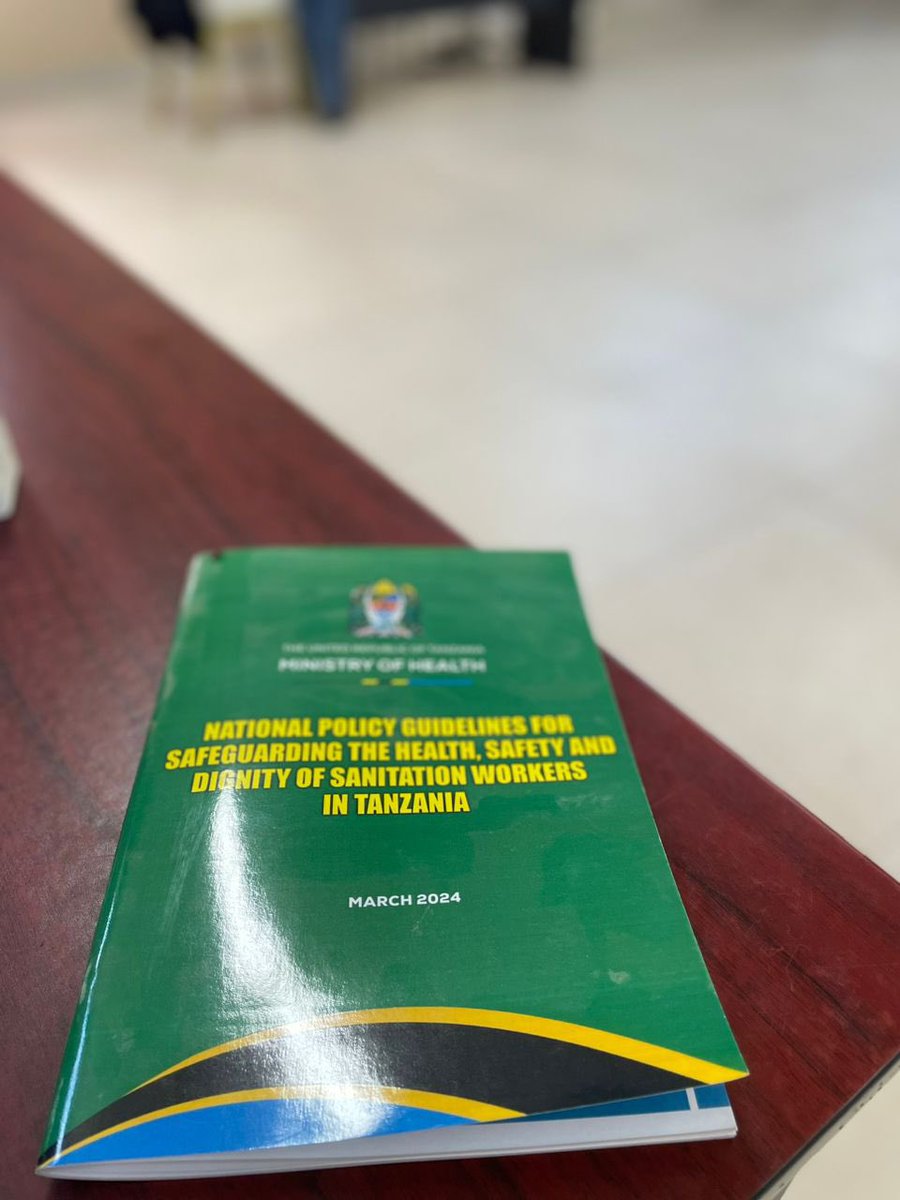 THE UNITED REPUBLIC OF TANZANIA
MINISTRY OF HEALTH
NATIONAL POLICY GUIDELINES FOR
SAFEGUARDING THE HEALTH, SAFETY AND
DIGNITY OF SANITATION WORKERS
IN TANZANIA
MARCH 2024